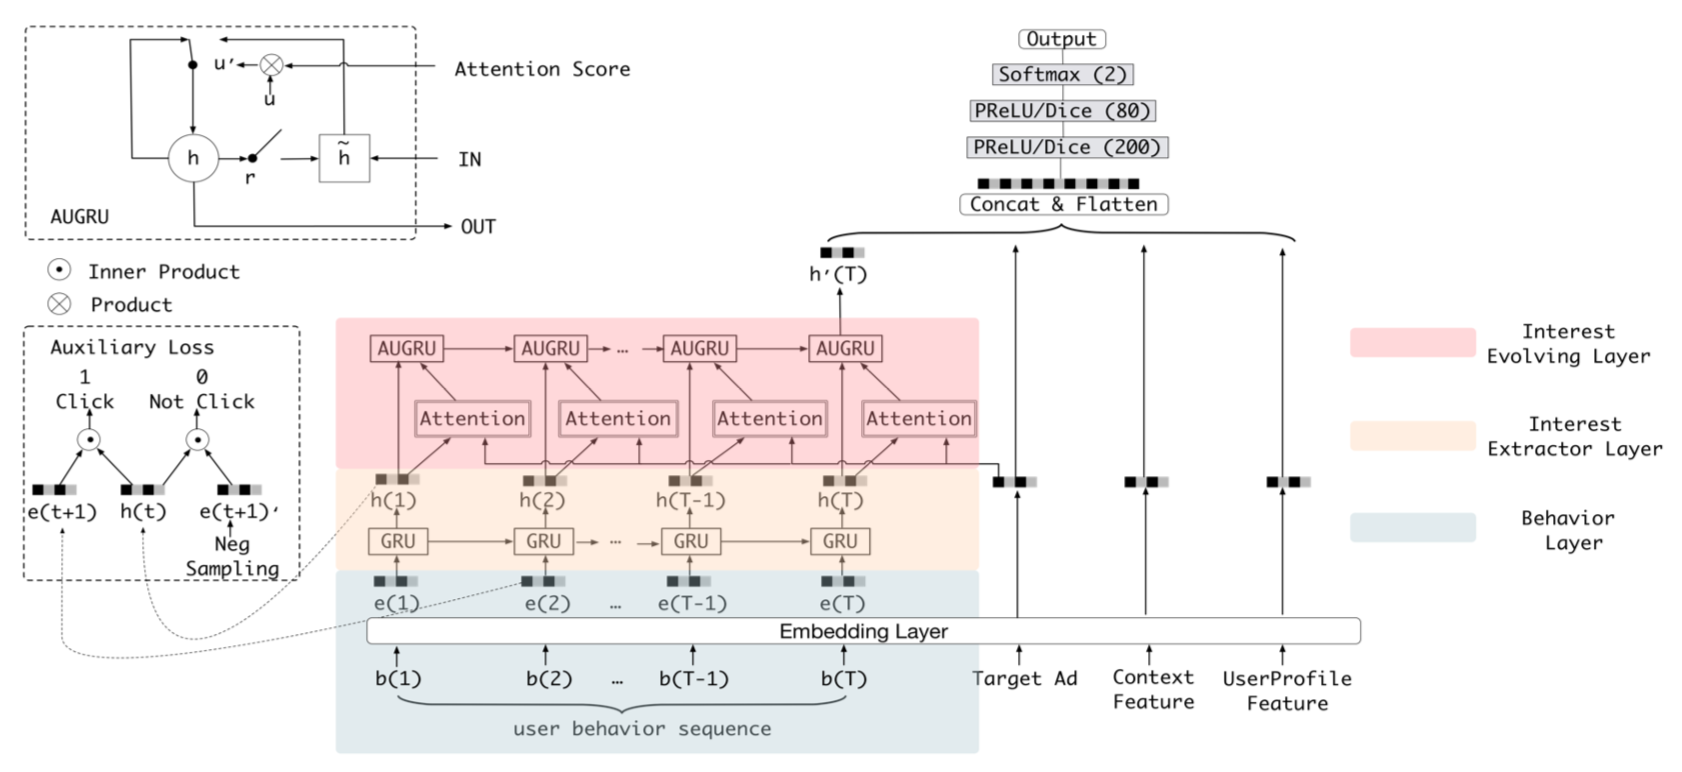 Output
Softmax (2)
PReLU/Dice (80)
PReLU/Dice (200)
Concat & Flatten
u′
u
Attention Score
h
r
h̃
IN
AUGRU
OUT
Inner Product
Product
h′(T)
Auxiliary Loss
1
0
Click
Not Click
e(t+1)
h(t)
e(t+1)′
Neg
Sampling
AUGRU
AUGRU
...
AUGRU
AUGRU
Attention
Attention
Attention
Attention
h(1)
h(2)
h(T-1)
h(T)
GRU
GRU
...
GRU
GRU
e(1)
e(2)
...
e(T-1)
e(T)
Embedding Layer
b(1)
b(2)
...
b(T-1)
b(T)
Target Ad
Context
Feature
UserProfile
Feature
user behavior sequence
Interest
Evolving Layer
Interest
Extractor Layer
Behavior
Layer